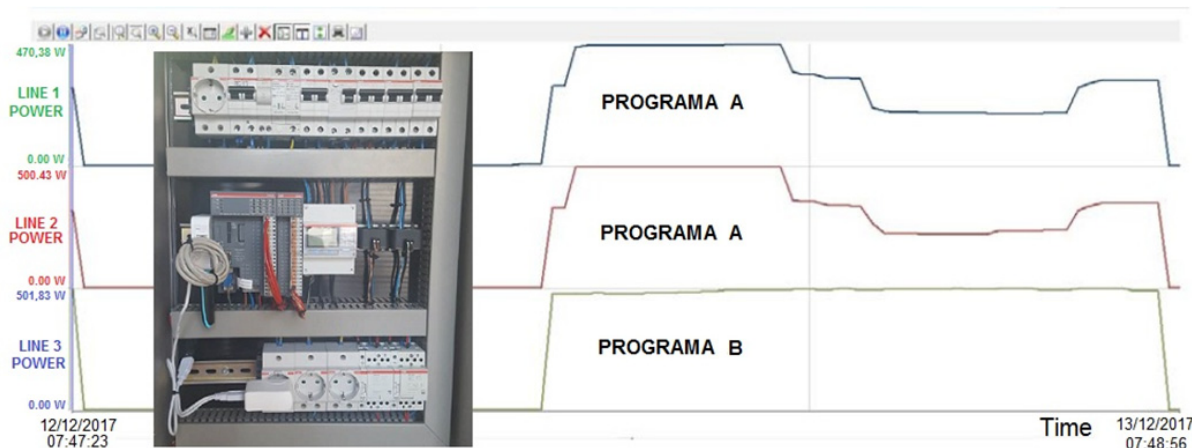 470,38 W
LINE 1
POWER
PROGRAMA A
0.00 W
500.43 W
LINE 2
POWER
PROGRAMA A
0.00 W
501,83 W
LINE 3
POWER
PROGRAMA B
0.00 W
12/12/2017
07:47:23
Time
13/12/2017
07:48:56